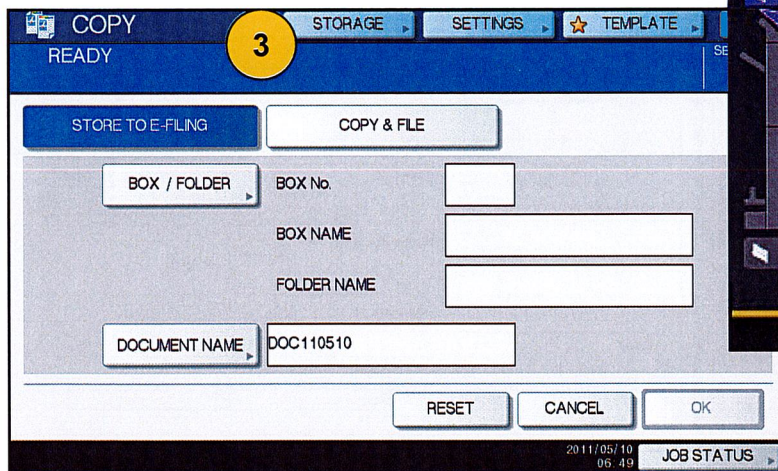 COPY
3
STORAGE
SETTINGS
TEMPLATE
READY
SE
STORE TO E-FILING
COPY & FILE
BOX / FOLDER
BOX No.
BOX NAME
FOLDER NAME
DOCUMENT NAME
DOC110510
RESET
CANCEL
OK
2011/05/10
06:49
JOB STATUS